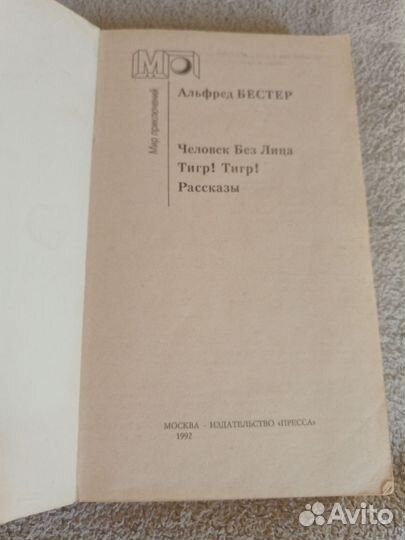 М
Мир приключений
Альфред БЕСТЕР
Человек Без Лица
Тигр! Тигр!
Рассказы
МОСКВА - ИЗДАТЕЛЬСТВО «ПРЕССА»
1992
Avito